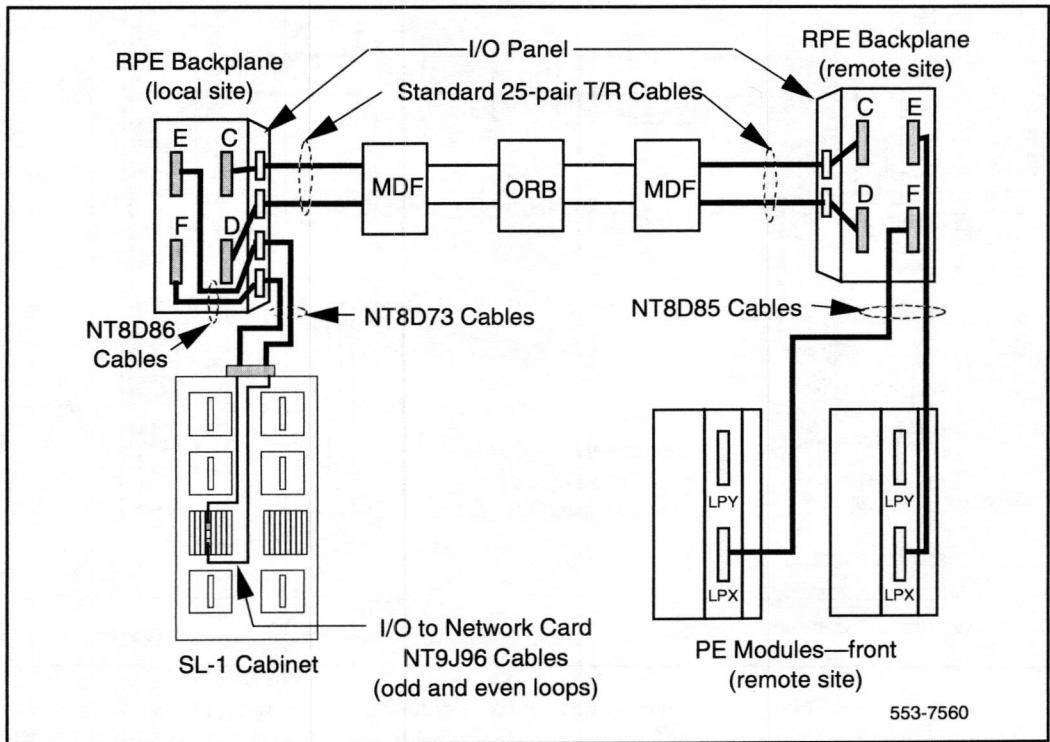 RPE Backplane
(local site)
I/O Panel
RPE Backplane
(remote site)
Standard 25-pair T/R Cables
E
C
F
D
MDF
ORB
MDF
C
E
D
F
NT8D86
Cables
NT8D73 Cables
NT8D85 Cables
LPY
LPX
LPY
LPX
I/O to Network Card
NT9J96 Cables
(odd and even loops)
SL-1 Cabinet
PE Modules—front
(remote site)
553-7560